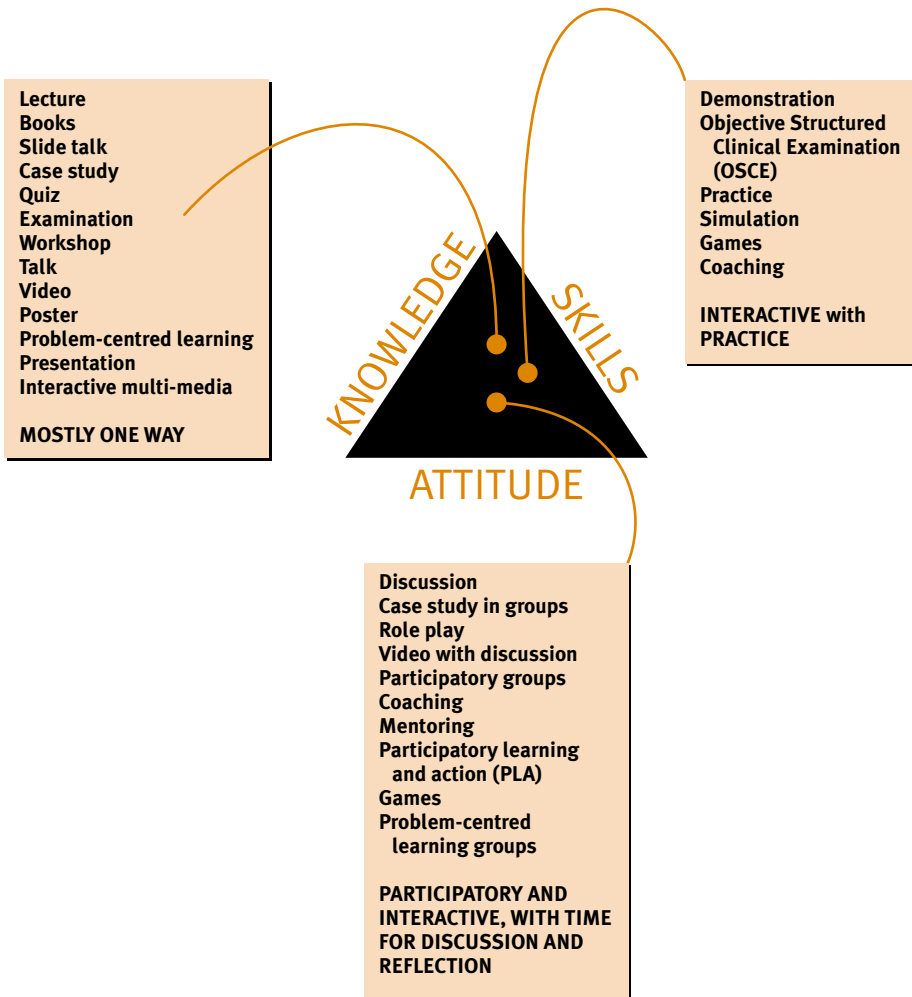 Lecture
Books
Slide talk
Case study
Quiz
Examination
Workshop
Talk
Video
Poster
Problem-centred learning
Presentation
Interactive multi-media
MOSTLY ONE WAY
KNOWLEDGE
SKILLS
ATTITUDE
Demonstration
Objective Structured
Clinical Examination
(OSCE)
Practice
Simulation
Games
Coaching
INTERACTIVE with
PRACTICE
Discussion
Case study in groups
Role play
Video with discussion
Participatory groups
Coaching
Mentoring
Participatory learning
and action (PLA)
Games
Problem-centred
learning groups
PARTICIPATORY AND
INTERACTIVE, WITH TIME
FOR DISCUSSION AND
REFLECTION